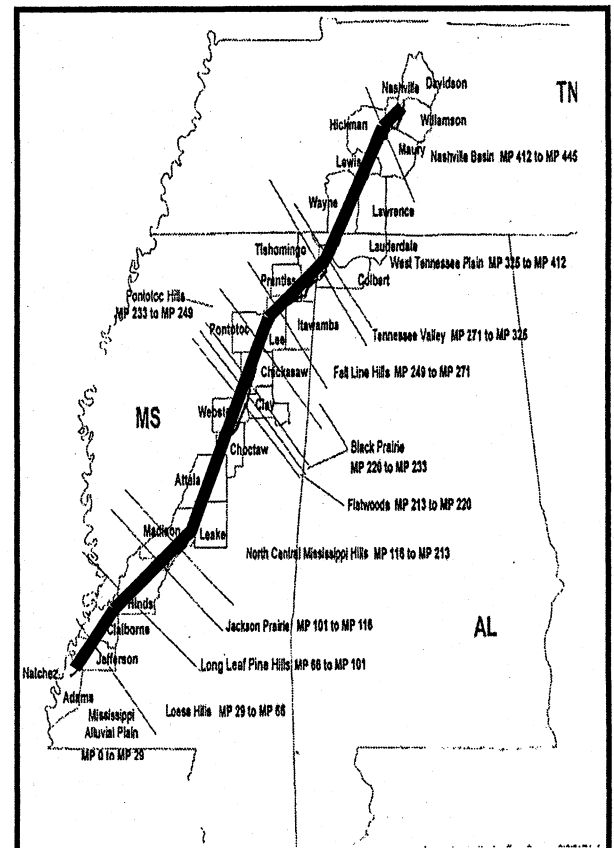 Davidson
Nashville
TN
Williamson
Hickman
Maury
Nashville Basin MP 412 to MP 445
Lewis
Wayne
Lawrence
Lauderdale
Tishomingo
West Tennessee Plain MP 325 to MP 412
Colbert
Prentiss
Pontotoc Hills
MP 233 to MP 249
Itawamba
Pontotoc
Lee
Tennessee Valley MP 271 to MP 325
Chickasaw
Fall Line Hills MP 249 to MP 271
MS
Clay
Black Prairie
MP 220 to MP 233
Choctaw
Attala
Flatwoods MP 213 to MP 220
Madison
Leake
North Central Mississippi Hills MP 116 to MP 213
Hinds
AL
Jackson Prairie MP 101 to MP 116
Claiborne
Jefferson
Long Leaf Pine Hills MP 66 to MP 101
Natchez
Adams
Loess Hills MP 29 to MP 66
Mississippi
Alluvial Plain
MP 0 to MP 29